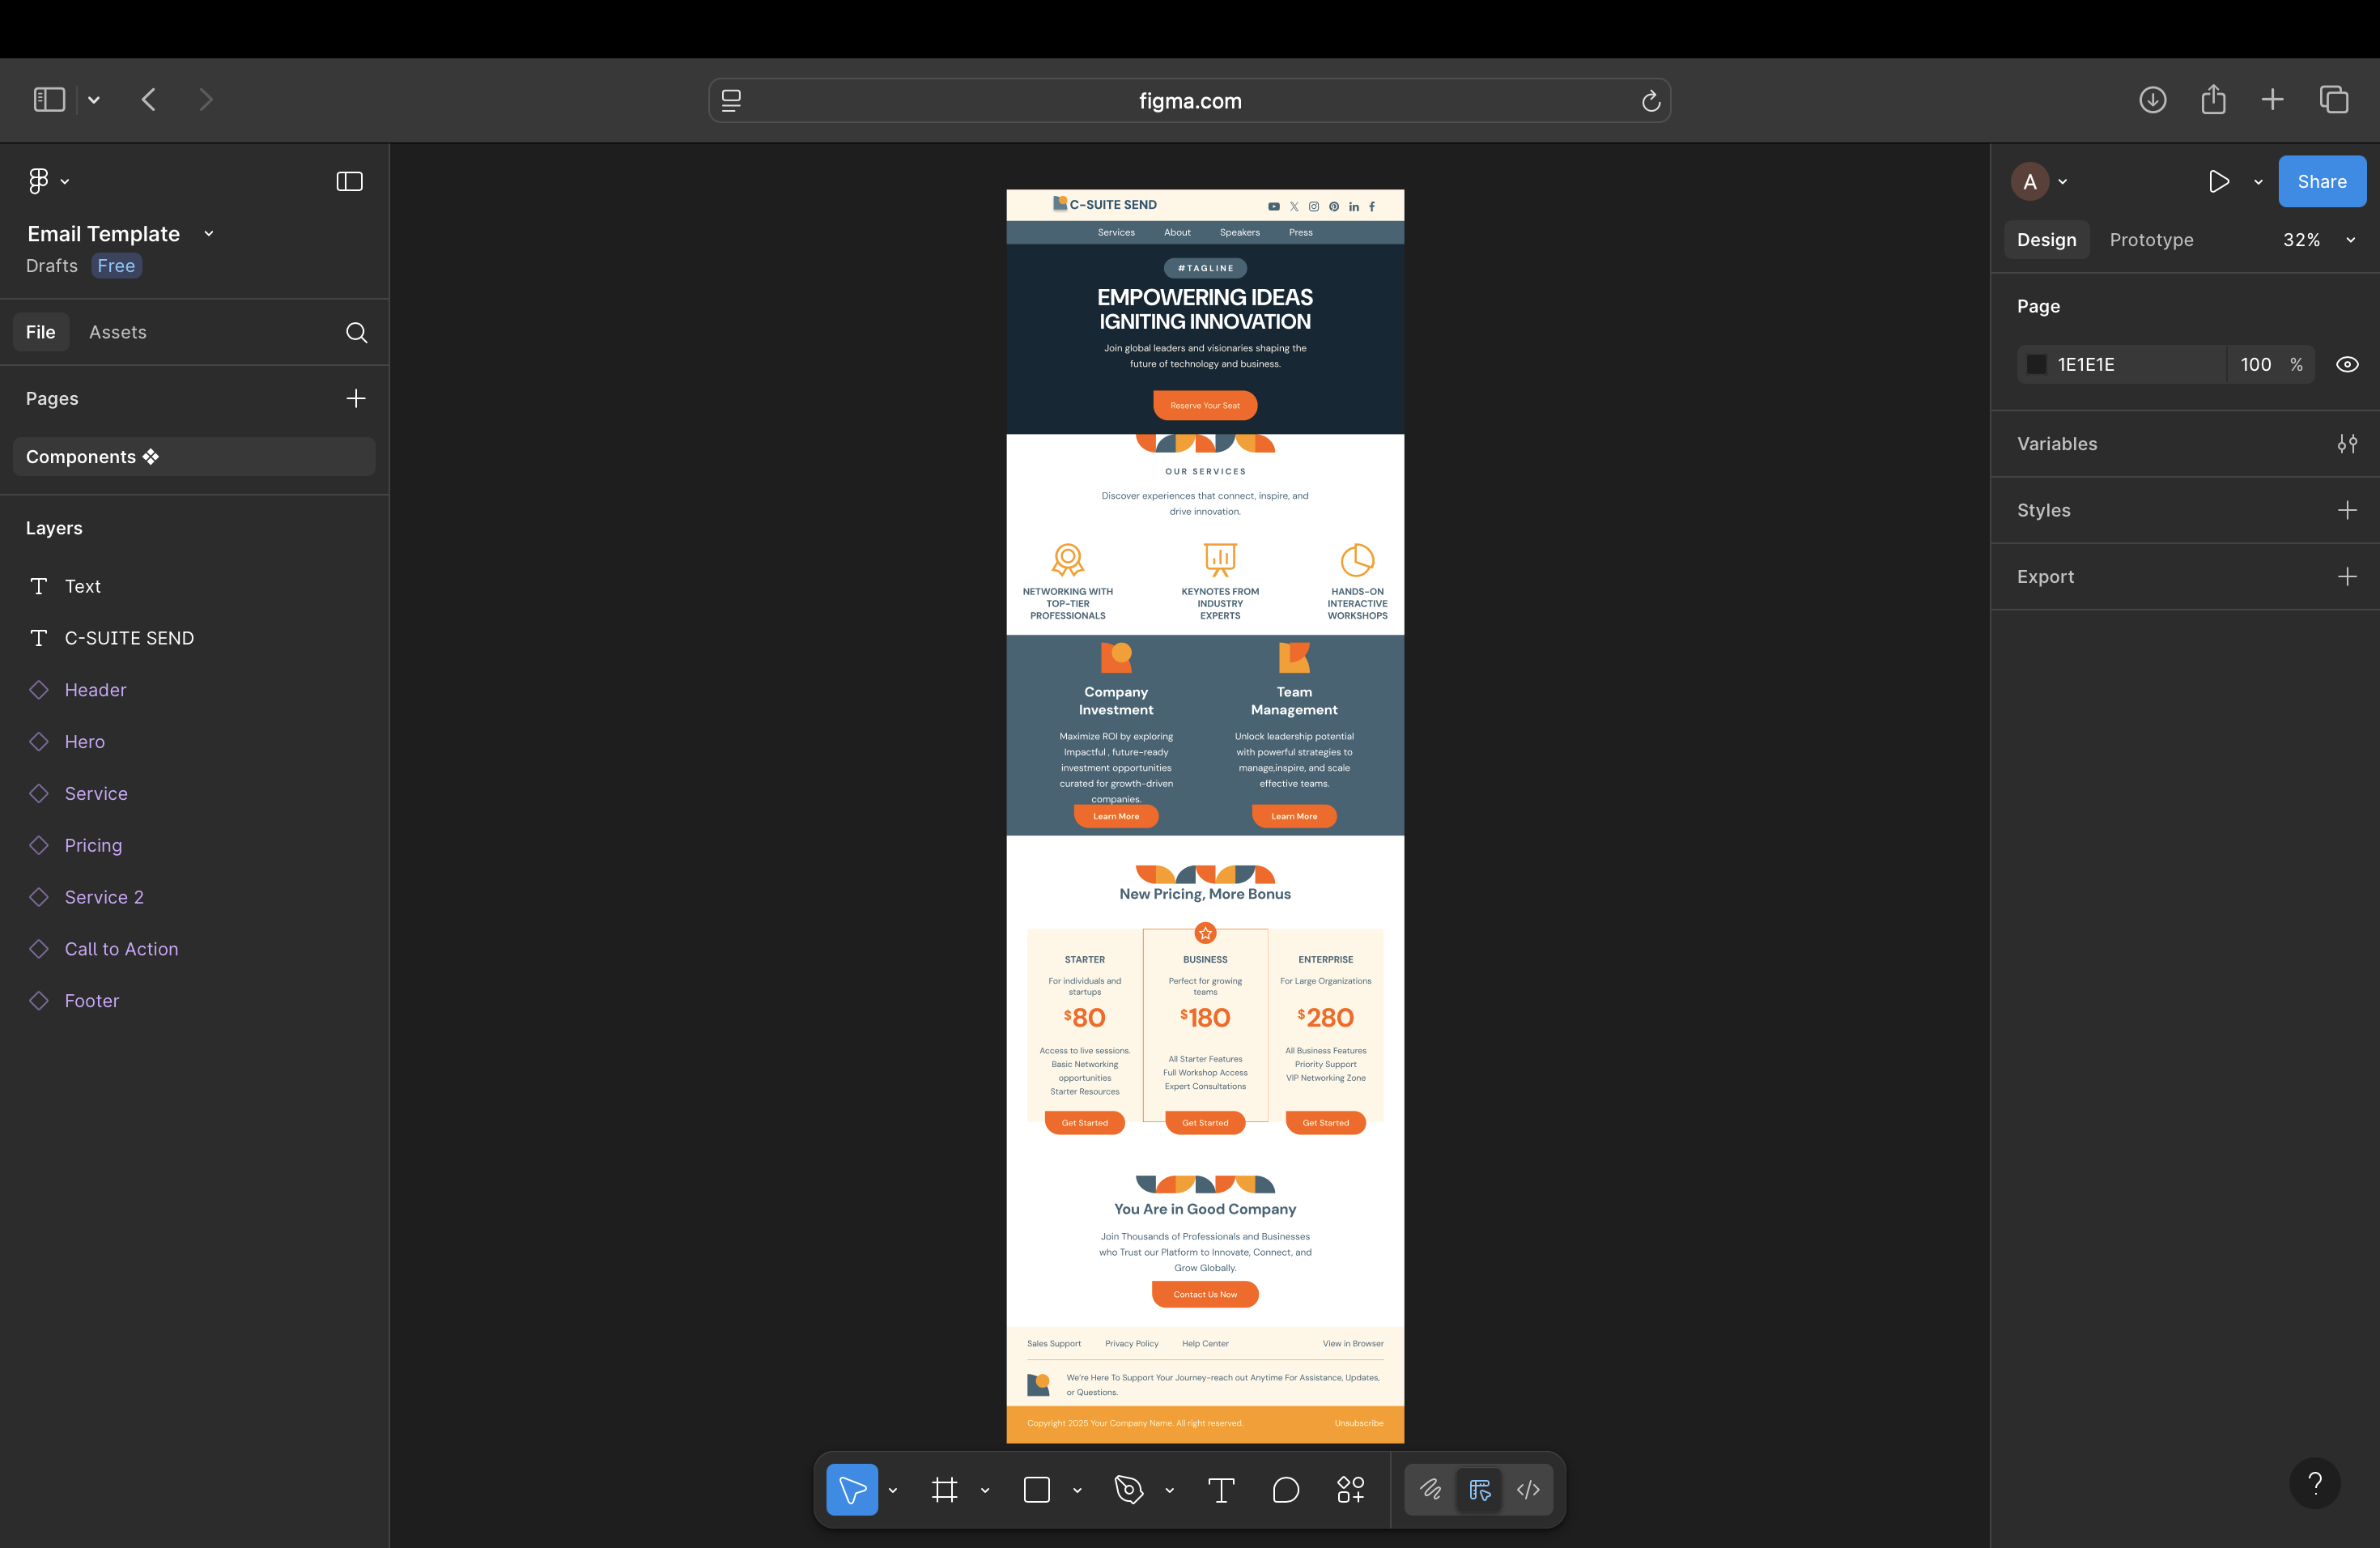 figma.com
Email Template
Drafts Free
File Assets
Pages
Components
Layers
Text
C-SUITE SEND
Header
Hero
Service
Pricing
Service 2
Call to Action
Footer
C-SUITE SEND
Services About Speakers Press
#TAGLINE
EMPOWERING IDEAS
IGNITING INNOVATION
Join global leaders and visionaries shaping the
future of technology and business.
Reserve Your Seat
OUR SERVICES
Discover experiences that connect, inspire, and
drive innovation.
NETWORKING WITH
TOP-TIER
PROFESSIONALS
KEYNOTES FROM
INDUSTRY
EXPERTS
HANDS-ON
INTERACTIVE
WORKSHOPS
Company
Investment
Maximize ROI by exploring
Impactful , future-ready
investment opportunities
curated for growth-driven
companies.
Learn More
Team
Management
Unlock leadership potential
with powerful strategies to
manage,inspire, and scale
effective teams.
Learn More
New Pricing, More Bonus
STARTER
For individuals and
startups
$80
Access to live sessions.
Basic Networking
opportunities
Starter Resources
Get Started
BUSINESS
Perfect for growing
teams
$180
All Starter Features
Full Workshop Access
Expert Consultations
Get Started
ENTERPRISE
For Large Organizations
$280
All Business Features
Priority Support
VIP Networking Zone
Get Started
You Are in Good Company
Join Thousands of Professionals and Businesses
who Trust our Platform to Innovate, Connect, and
Grow Globally.
Contact Us Now
Sales Support Privacy Policy Help Center View in Browser
We're Here To Support Your Journey-reach out Anytime For Assistance, Updates,
or Questions.
Copyright 2025 Your Company Name. All right reserved. Unsubscribe
A
Share
Design Prototype 32%
Page
1E1E1E 100 %
Variables
Styles
Export
?